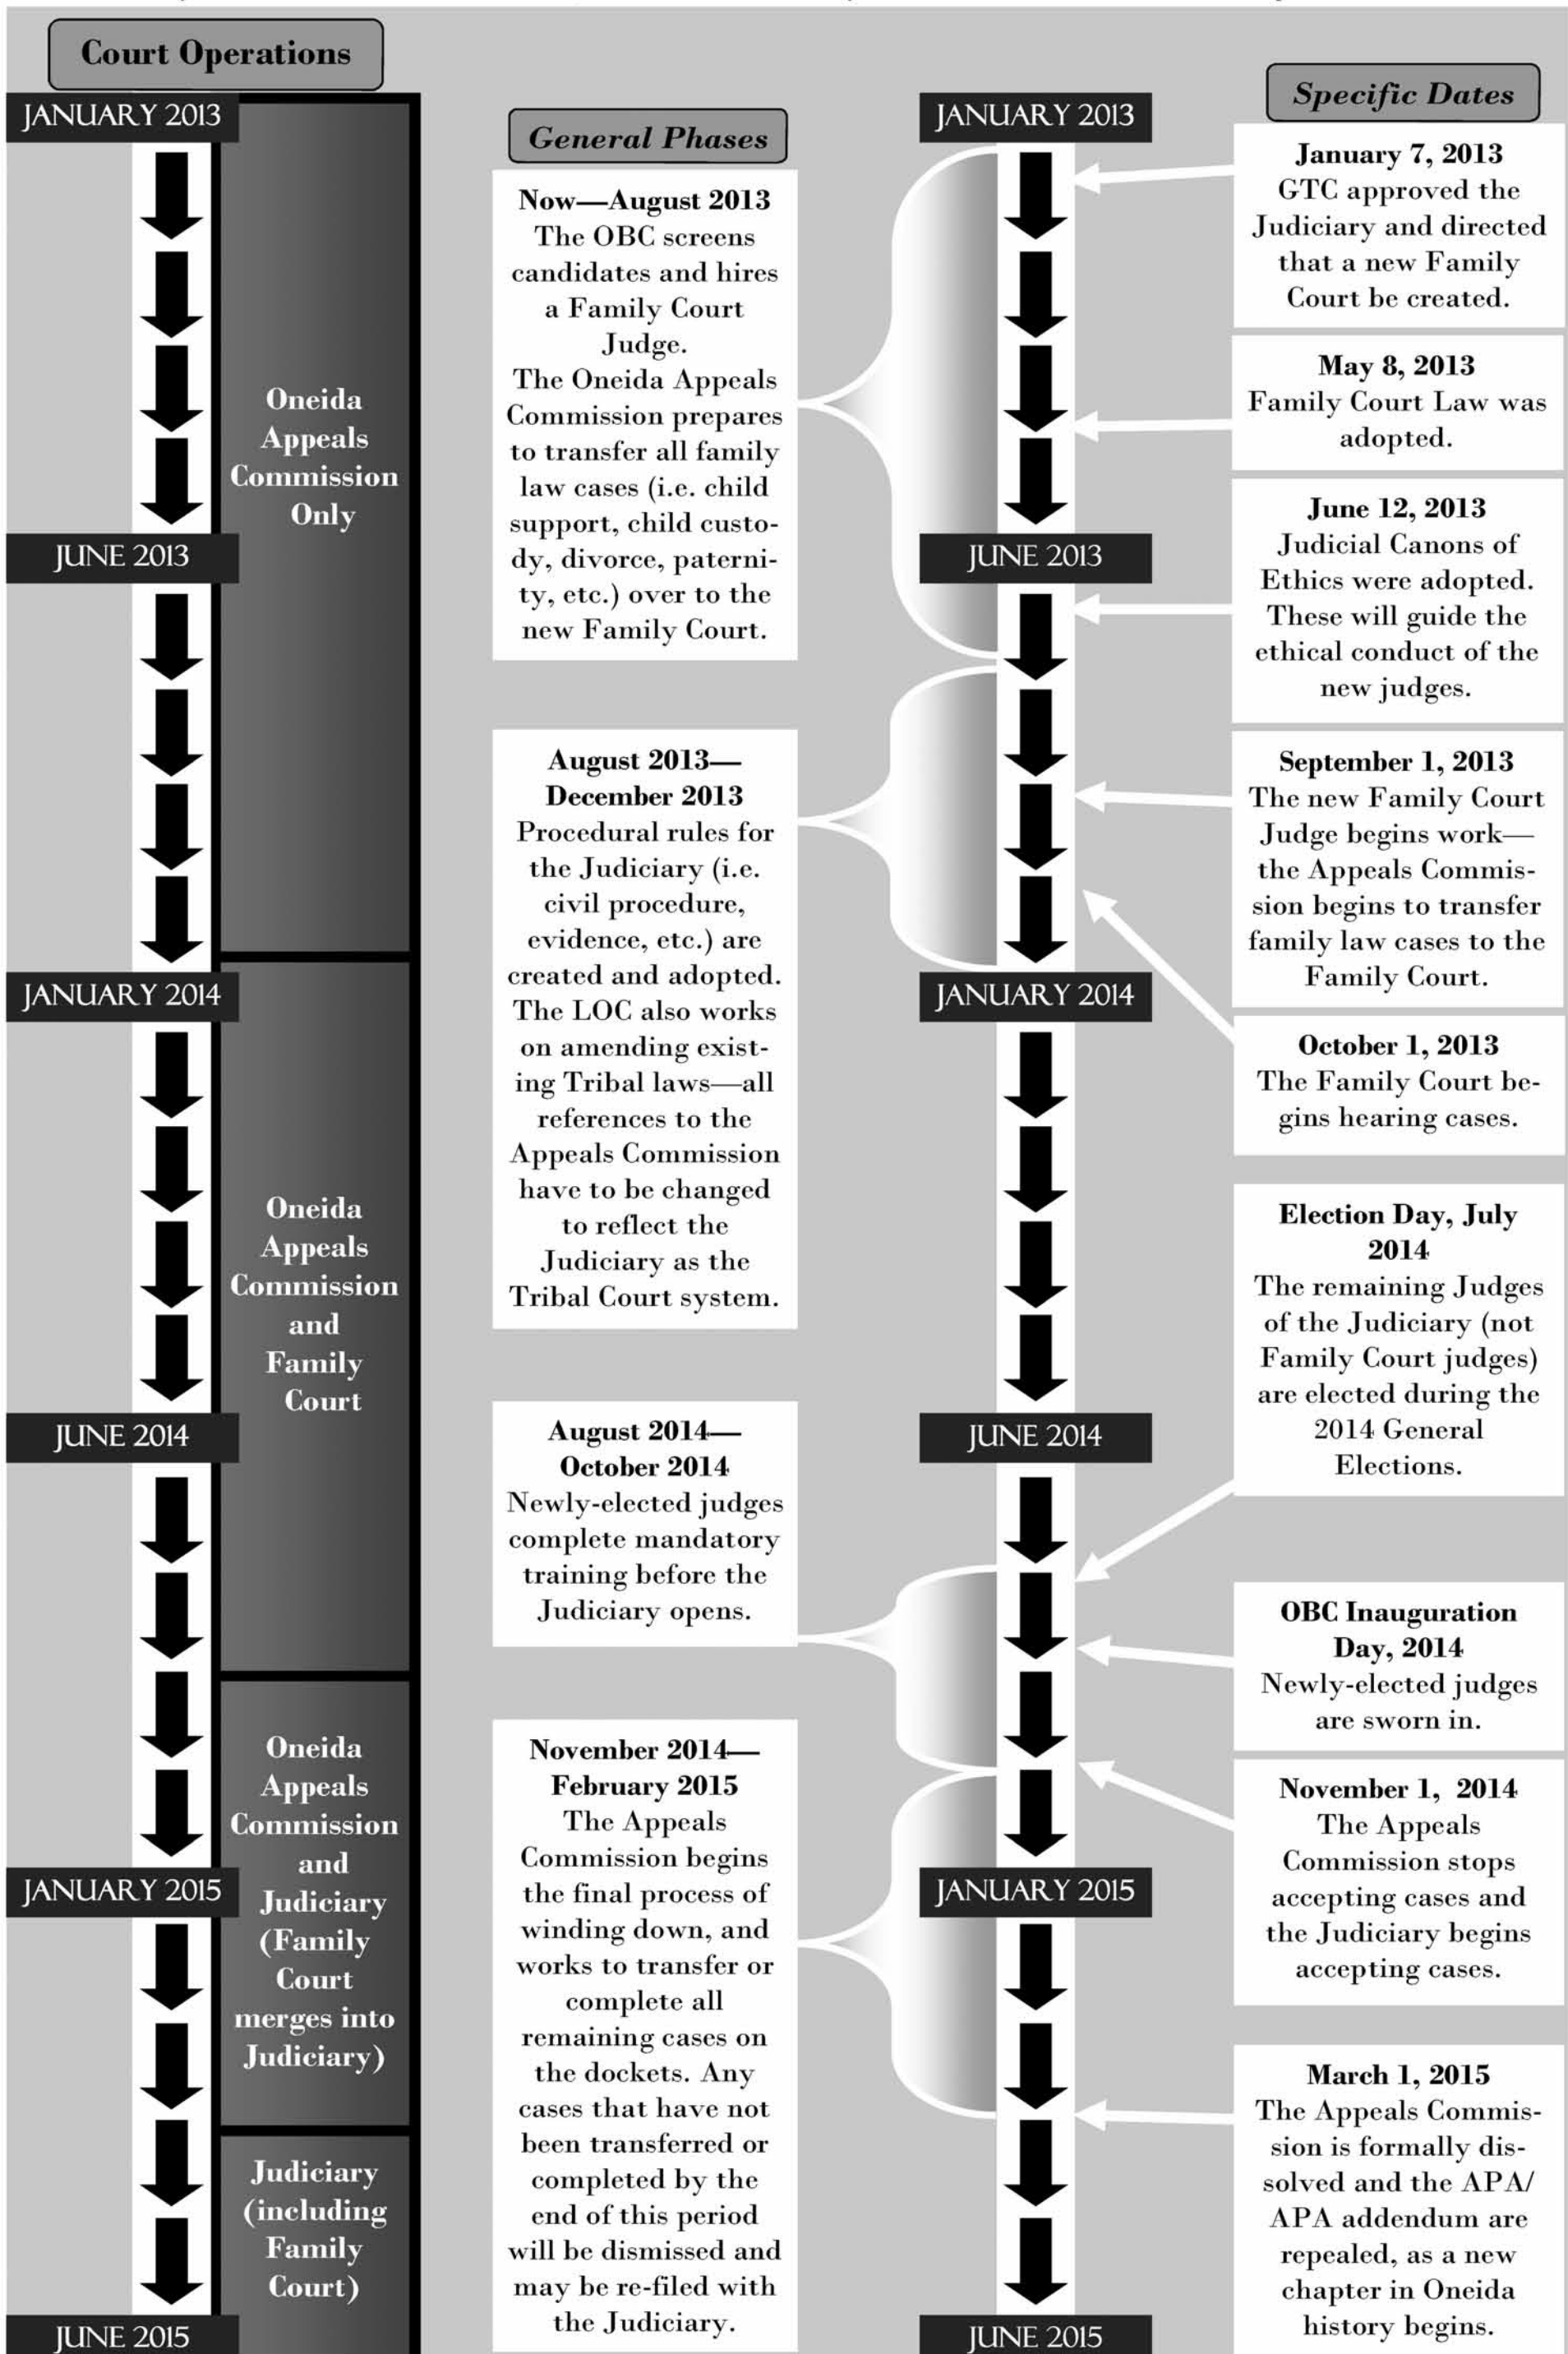 Court Operations
JANUARY 2013
Oneida
Appeals
Commission
Only
JUNE 2013
JANUARY 2014
Oneida
Appeals
Commission
and
Family
Court
JUNE 2014
Oneida
Appeals
Commission
and
Judiciary
(Family
Court
merges into
Judiciary)
JANUARY 2015
Judiciary
(including
Family
Court)
JUNE 2015
General Phases
Now—August 2013
The OBC screens
candidates and hires
a Family Court
Judge.
The Oneida Appeals
Commission prepares
to transfer all family
law cases (i.e. child
support, child custo-
dy, divorce, paterni-
ty, etc.) over to the
new Family Court.
August 2013—
December 2013
Procedural rules for
the Judiciary (i.e.
civil procedure,
evidence, etc.) are
created and adopted.
The LOC also works
on amending exist-
ing Tribal laws—all
references to the
Appeals Commission
have to be changed
to reflect the
Judiciary as the
Tribal Court system.
August 2014—
October 2014
Newly-elected judges
complete mandatory
training before the
Judiciary opens.
November 2014—
February 2015
The Appeals
Commission begins
the final process of
winding down, and
works to transfer or
complete all
remaining cases on
the dockets. Any
cases that have not
been transferred or
completed by the
end of this period
will be dismissed and
may be re-filed with
the Judiciary.
JANUARY 2013
JUNE 2013
JANUARY 2014
JUNE 2014
JANUARY 2015
JUNE 2015
Specific Dates
January 7, 2013
GTC approved the
Judiciary and directed
that a new Family
Court be created.
May 8, 2013
Family Court Law was
adopted.
June 12, 2013
Judicial Canons of
Ethics were adopted.
These will guide the
ethical conduct of the
new judges.
September 1, 2013
The new Family Court
Judge begins work—
the Appeals Commis-
sion begins to transfer
family law cases to the
Family Court.
October 1, 2013
The Family Court be-
gins hearing cases.
Election Day, July
2014
The remaining Judges
of the Judiciary (not
Family Court judges)
are elected during the
2014 General
Elections.
OBC Inauguration
Day, 2014
Newly-elected judges
are sworn in.
November 1, 2014
The Appeals
Commission stops
accepting cases and
the Judiciary begins
accepting cases.
March 1, 2015
The Appeals Commis-
sion is formally dis-
solved and the APA/
APA addendum are
repealed, as a new
chapter in Oneida
history begins.